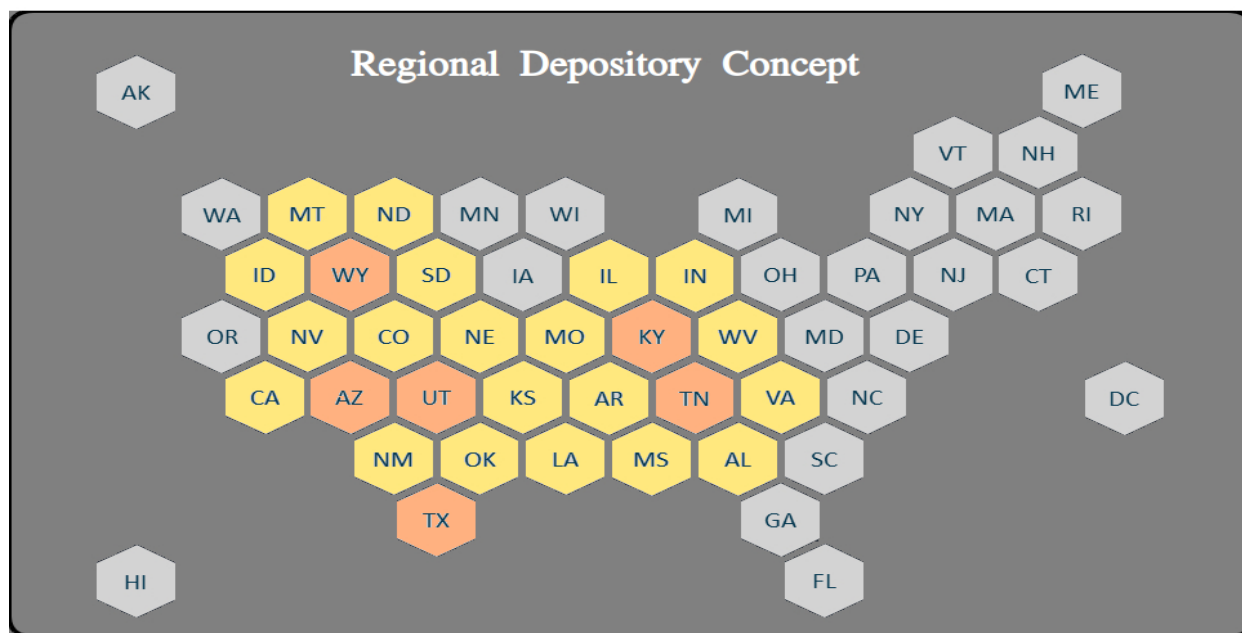 Regional Depository Concept
AK
ME
VT NH
WA MT ND MN WI MI NY MA RI
ID WY SD IA IL IN OH PA NJ CT
OR NV CO NE MO KY WV MD DE
CA AZ UT KS AR TN VA NC DC
NM OK LA MS AL SC
TX GA
HI FL